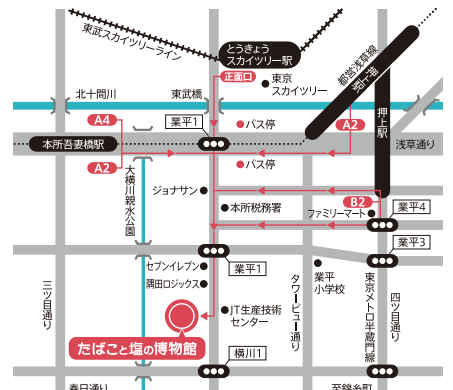 東武スカイツリーライン
とうきょう
スカイツリー駅
都営浅草線
押上駅
正面口
東京
スカイツリー
北十間川
東武橋
押上駅
A4
業平1
バス停
A2
本所吾妻橋駅
浅草通り
A2
バス停
大横川親水公園
ジョナサン
B2
本所税務署
ファミリーマート
業平4
業平1
業平3
セブンイレブン
隅田ロジックス
業平
小学校
三ツ目通り
タワービュー通り
東京メトロ半蔵門線
四ツ目通り
JT生産技術
センター
たばこと塩の博物館
横川1
春日通り
至錦糸町